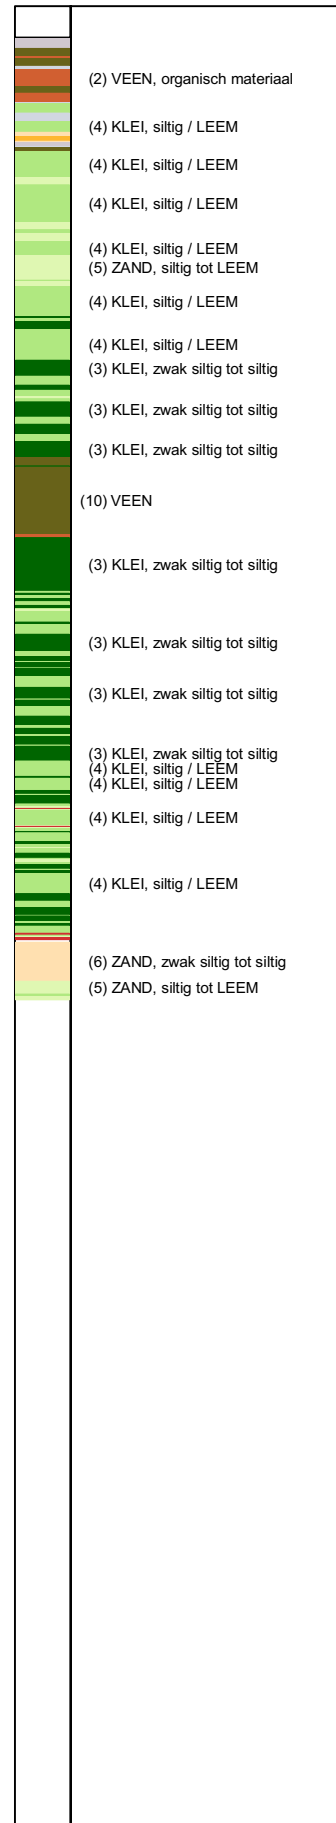 (2) VEEN, organisch materiaal
(4) KLEI, siltig / LEEM
(4) KLEI, siltig / LEEM
(4) KLEI, siltig / LEEM
(4) KLEI, siltig / LEEM
(5) ZAND, siltig tot LEEM
(4) KLEI, siltig / LEEM
(4) KLEI, siltig / LEEM
(3) KLEI, zwak siltig tot siltig
(3) KLEI, zwak siltig tot siltig
(3) KLEI, zwak siltig tot siltig
(10) VEEN
(3) KLEI, zwak siltig tot siltig
(3) KLEI, zwak siltig tot siltig
(3) KLEI, zwak siltig tot siltig
(3) KLEI, zwak siltig tot siltig
(4) KLEI, siltig / LEEM
(4) KLEI, siltig / LEEM
(4) KLEI, siltig / LEEM
(4) KLEI, siltig / LEEM
(6) ZAND, zwak siltig tot siltig
(5) ZAND, siltig tot LEEM